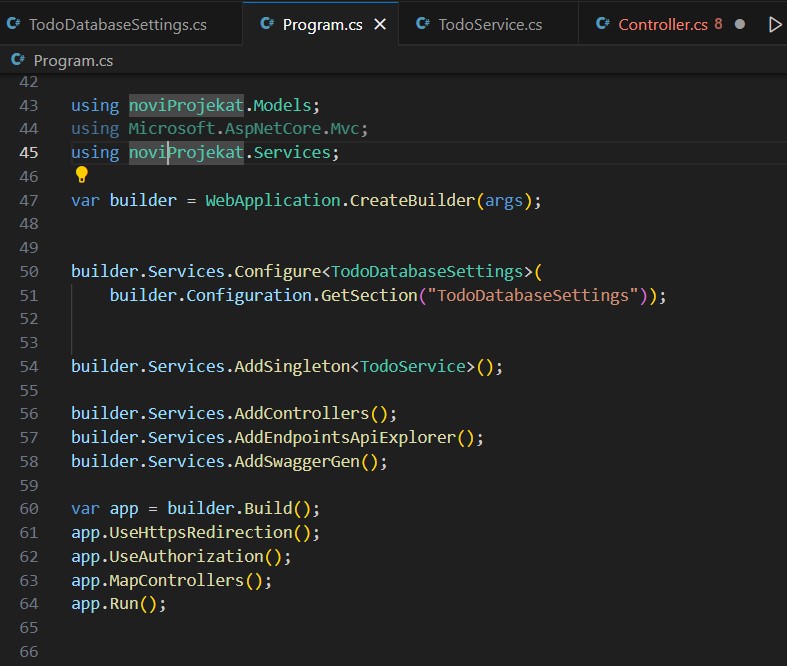 C# TodoDatabaseSettings.cs C# Program.cs × C# TodoService.cs C# Controller.cs 8 ●
C# Program.cs
42
43 using noviProjekat.Models;
44 using Microsoft.AspNetCore.Mvc;
45 using noviProjekat.Services;
46
47 var builder = WebApplication.CreateBuilder(args);
48
49
50 builder.Services.Configure<TodoDatabaseSettings>(
51     builder.Configuration.GetSection("TodoDatabaseSettings"));
52
53
54 builder.Services.AddSingleton<TodoService>();
55
56 builder.Services.AddControllers();
57 builder.Services.AddEndpointsApiExplorer();
58 builder.Services.AddSwaggerGen();
59
60 var app = builder.Build();
61 app.UseHttpsRedirection();
62 app.UseAuthorization();
63 app.MapControllers();
64 app.Run();
65
66